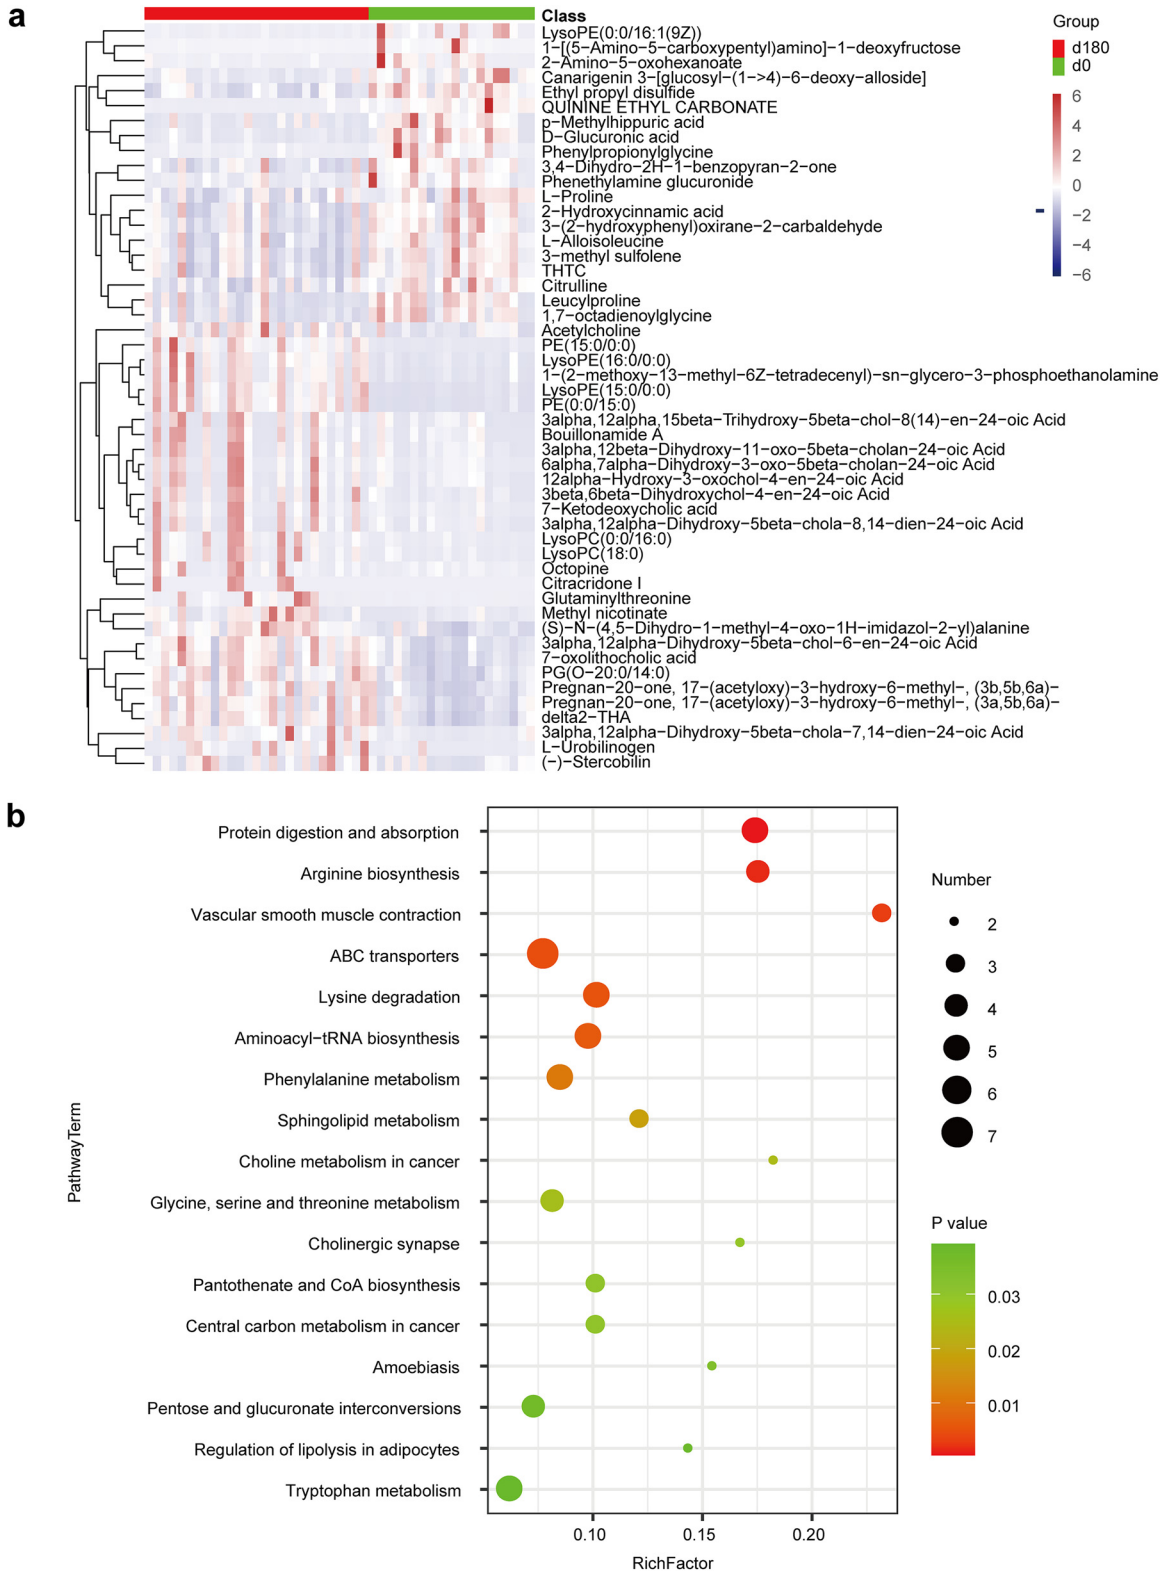 a
Class
LysoPE(0:0/16:1(9Z))
1−[(5−Amino−5−carboxypentyl)amino]−1−deoxyfructose
2−Amino−5−oxohexanoate
Canarigenin 3−[glucosyl−(1−>4)−6−deoxy−alloside]
Ethyl propyl disulfide
QUININE ETHYL CARBONATE
p−Methylhippuric acid
D−Glucuronic acid
Phenylpropionylglycine
3,4−Dihydro−2H−1−benzopyran−2−one
Phenethylamine glucuronide
L−Proline
2−Hydroxycinnamic acid
3−(2−hydroxyphenyl)oxirane−2−carbaldehyde
L−Alloisoleucine
3−methyl sulfolene
THTC
Citrulline
Leucylproline
1,7−octadienoylglycine
Acetylcholine
PE(15:0/0:0)
LysoPE(16:0/0:0)
1−(2−methoxy−13−methyl−6Z−tetradecenyl)−sn−glycero−3−phosphoethanolamine
LysoPE(15:0/0:0)
PE(0:0/15:0)
3alpha,12alpha,15beta−Trihydroxy−5beta−chol−8(14)−en−24−oic Acid
Bouillonamide A
3alpha,12beta−Dihydroxy−11−oxo−5beta−cholan−24−oic Acid
6alpha,7alpha−Dihydroxy−3−oxo−5beta−cholan−24−oic Acid
12alpha−Hydroxy−3−oxochol−4−en−24−oic Acid
3beta,6beta−Dihydroxychol−4−en−24−oic Acid
7−Ketodeoxycholic acid
3alpha,12alpha−Dihydroxy−5beta−chola−8,14−dien−24−oic Acid
LysoPC(0:0/16:0)
LysoPC(18:0)
Octopine
Citracridone I
Glutaminylthreonine
Methyl nicotinate
(S)−N−(4,5−Dihydro−1−methyl−4−oxo−1H−imidazol−2−yl)alanine
3alpha,12alpha−Dihydroxy−5beta−chol−6−en−24−oic Acid
7−oxolithocholic acid
PG(O−20:0/14:0)
Pregnan−20−one, 17−(acetyloxy)−3−hydroxy−6−methyl−, (3b,5b,6a)−
Pregnan−20−one, 17−(acetyloxy)−3−hydroxy−6−methyl−, (3a,5b,6a)−
delta2−THA
3alpha,12alpha−Dihydroxy−5beta−chola−7,14−dien−24−oic Acid
L−Urobilinogen
(−)−Stercobilin
Group
d180
d0
6
4
2
0
−2
−4
−6
b
PathwayTerm
Protein digestion and absorption
Arginine biosynthesis
Vascular smooth muscle contraction
ABC transporters
Lysine degradation
Aminoacyl−tRNA biosynthesis
Phenylalanine metabolism
Sphingolipid metabolism
Choline metabolism in cancer
Glycine, serine and threonine metabolism
Cholinergic synapse
Pantothenate and CoA biosynthesis
Central carbon metabolism in cancer
Amoebiasis
Pentose and glucuronate interconversions
Regulation of lipolysis in adipocytes
Tryptophan metabolism
0.10
0.15
0.20
RichFactor
Number
2
3
4
5
6
7
P value
0.03
0.02
0.01